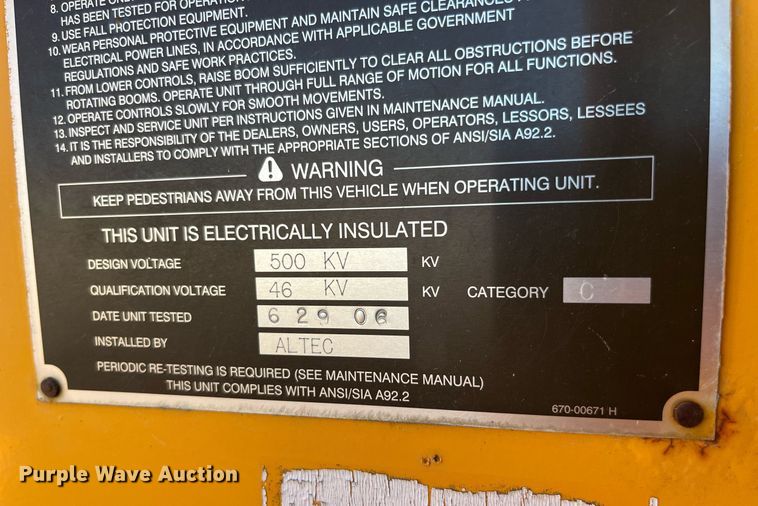 8. OPERATE ONLY
HAS BEEN TESTED FOR OPERATION
9. USE FALL PROTECTION EQUIPMENT.
10. WEAR PERSONAL PROTECTIVE EQUIPMENT AND MAINTAIN SAFE CLEARANCES
ELECTRICAL POWER LINES, IN ACCORDANCE WITH APPLICABLE GOVERNMENT
REGULATIONS AND SAFE WORK PRACTICES.
11. FROM LOWER CONTROLS, RAISE BOOM SUFFICIENTLY TO CLEAR ALL OBSTRUCTIONS BEFORE
ROTATING BOOMS. OPERATE UNIT THROUGH FULL RANGE OF MOTION FOR ALL FUNCTIONS.
12. OPERATE CONTROLS SLOWLY FOR SMOOTH MOVEMENTS.
13. INSPECT AND SERVICE UNIT PER INSTRUCTIONS GIVEN IN MAINTENANCE MANUAL.
14. IT IS THE RESPONSIBILITY OF THE DEALERS, OWNERS, USERS, OPERATORS, LESSORS, LESSEES
AND INSTALLERS TO COMPLY WITH THE APPROPRIATE SECTIONS OF ANSI/SIA A92.2.
WARNING
KEEP PEDESTRIANS AWAY FROM THIS VEHICLE WHEN OPERATING UNIT.
THIS UNIT IS ELECTRICALLY INSULATED
DESIGN VOLTAGE 500 KV KV
QUALIFICATION VOLTAGE 46 KV KV CATEGORY C
DATE UNIT TESTED 6 29 06
INSTALLED BY ALTEC
PERIODIC RE-TESTING IS REQUIRED (SEE MAINTENANCE MANUAL)
THIS UNIT COMPLIES WITH ANSI/SIA A92.2
670-00671 H
Purple Wave Auction